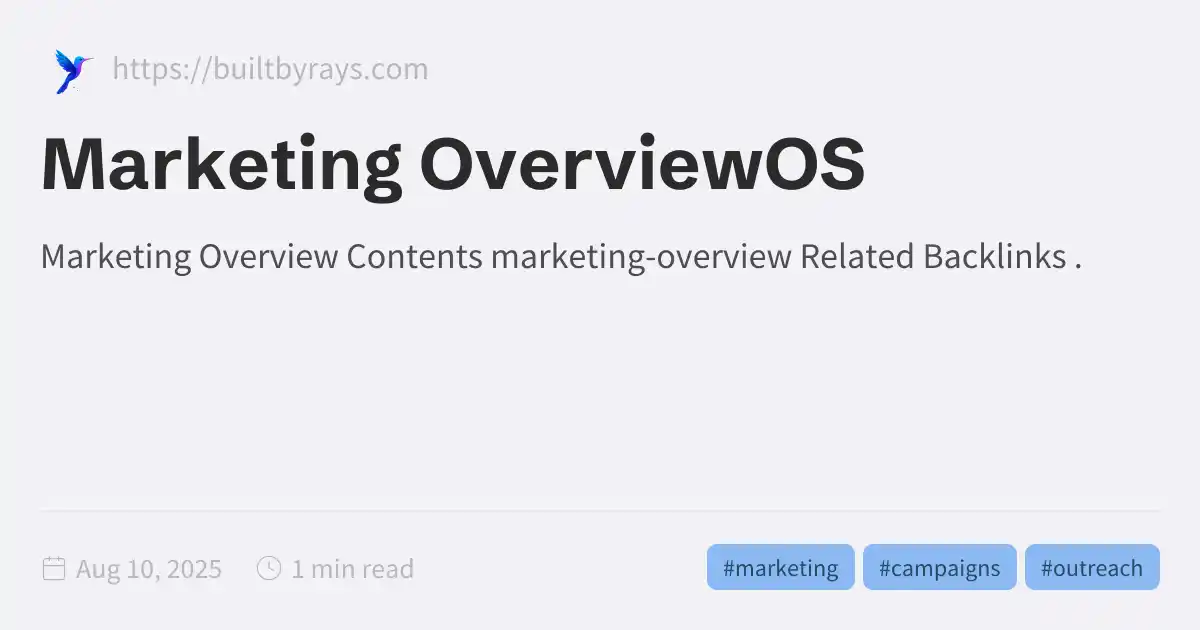 https://builtbyrays.com
Marketing OverviewOS
Marketing Overview Contents marketing-overview Related Backlinks .
Aug 10, 2025 1 min read #marketing #campaigns #outreach